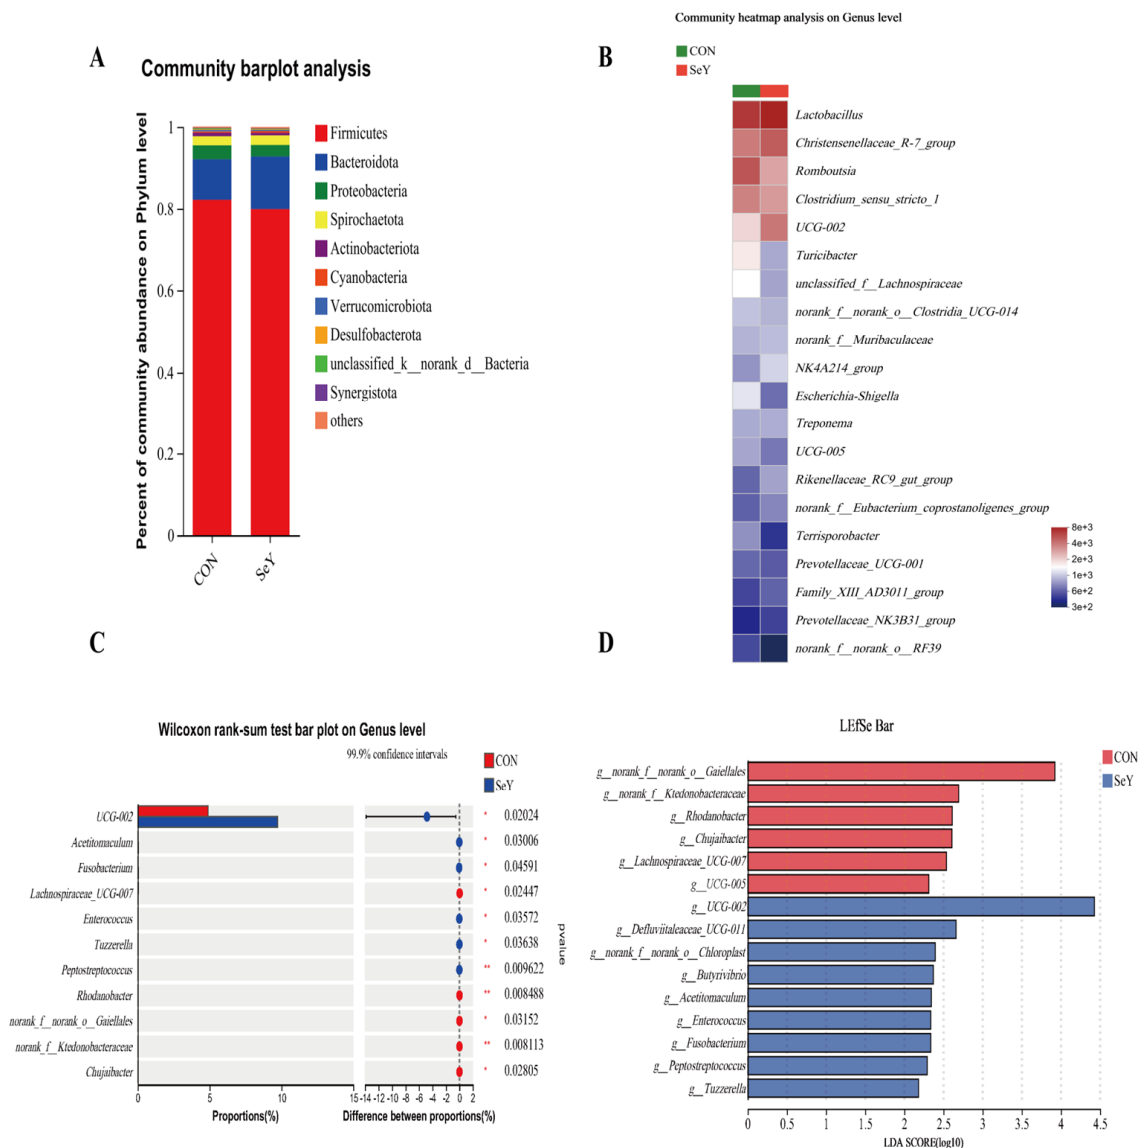 A
Community barplot analysis
Percent of community abundance on Phylum level
1
0.8
0.6
0.4
0.2
0
CON
SeY
Firmicutes
Bacteroidota
Proteobacteria
Spirochaetota
Actinobacteriota
Cyanobacteria
Verrucomicrobiota
Desulfobacterota
unclassified_k__norank_d__Bacteria
Synergistota
others
B
Community heatmap analysis on Genus level
CON
SeY
Lactobacillus
Christensenellaceae_R-7_group
Romboutsia
Clostridium_sensu_stricto_1
UCG-002
Turicibacter
unclassified_f__Lachnospiraceae
norank_f__norank_o__Clostridia_UCG-014
norank_f__Muribaculaceae
NK4A214_group
Escherichia-Shigella
Treponema
UCG-005
Rikenellaceae_RC9_gut_group
norank_f__Eubacterium_coprostanoligenes_group
Terrisporobacter
Prevotellaceae_UCG-001
Family_XIII_AD3011_group
Prevotellaceae_NK3B31_group
norank_f__norank_o__RF39
8e+3
4e+3
2e+3
1e+3
6e+2
3e+2
C
Wilcoxon rank-sum test bar plot on Genus level
99.9% confidence intervals
CON
SeY
UCG-002 * 0.02024
Acetitomaculum * 0.03006
Fusobacterium * 0.04591
Lachnospiraceae_UCG-007 * 0.02447
Enterococcus * 0.03572
Tuzzerella * 0.03638
Peptostreptococcus ** 0.009622
Rhodanobacter ** 0.008488
norank_f__norank_o__Gaiellales * 0.03152
norank_f__Ktedonobacteraceae ** 0.008113
Chujaibacter * 0.02805
pvalue
0 5 10 15
-14 -12 -10 -8 -6 -4 -2 0 2
Proportions(%)
Difference between proportions(%)
D
LEfSe Bar
CON
SeY
g__norank_f__norank_o__Gaiellales
g__norank_f__Ktedonobacteraceae
g__Rhodanobacter
g__Chujaibacter
g__Lachnospiraceae_UCG-007
g__UCG-005
g__UCG-002
g__Defluviitaleaceae_UCG-011
g__norank_f__norank_o__Chloroplast
g__Butyrivibrio
g__Acetitomaculum
g__Enterococcus
g__Fusobacterium
g__Peptostreptococcus
g__Tuzzerella
0 0.5 1 1.5 2 2.5 3 3.5 4 4.5
LDA SCORE(log10)